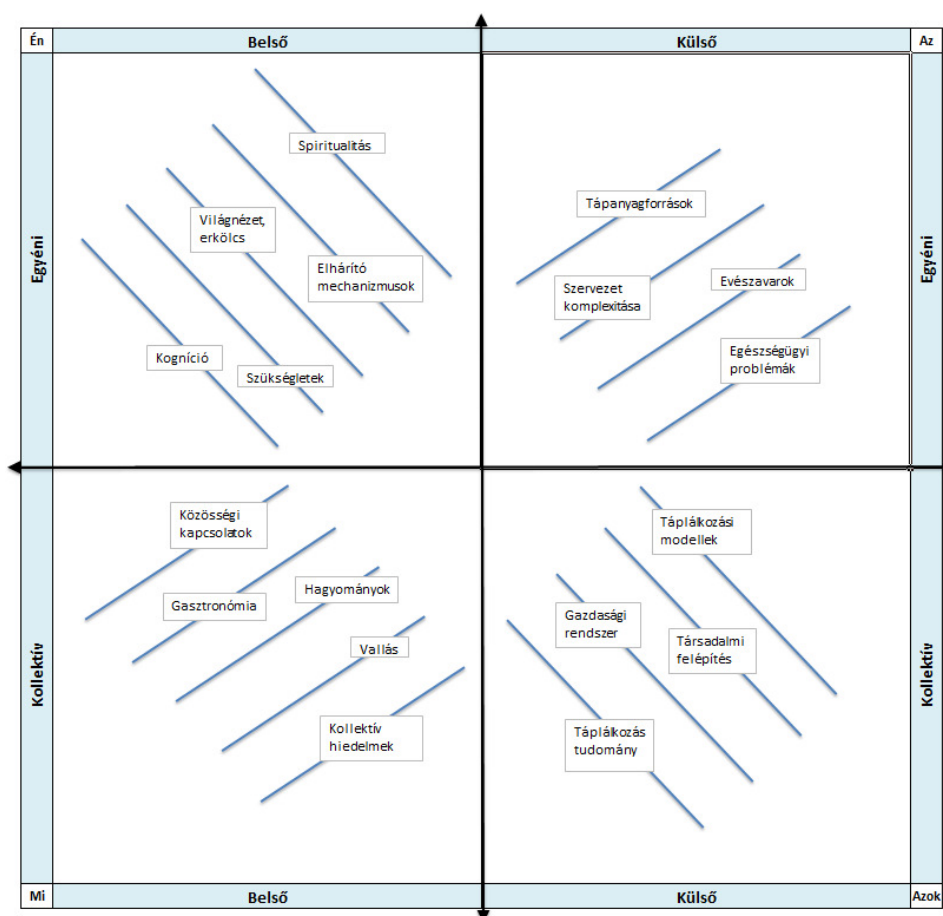 Én
Belső
Külső
Az
Egyéni
Egyéni
Spiritualitás
Világnézet,
erkölcs
Elhárító
mechanizmusok
Kogníció
Szükségletek
Tápanyagforrások
Szervezet
komplexitása
Evészavarok
Egészségügyi
problémák
Kollektív
Kollektív
Közösségi
kapcsolatok
Gasztronómia
Hagyományok
Vallás
Kollektív
hiedelmek
Táplálkozási
modellek
Gazdasági
rendszer
Társadalmi
felépítés
Táplálkozás
tudomány
Mi
Belső
Külső
Azok